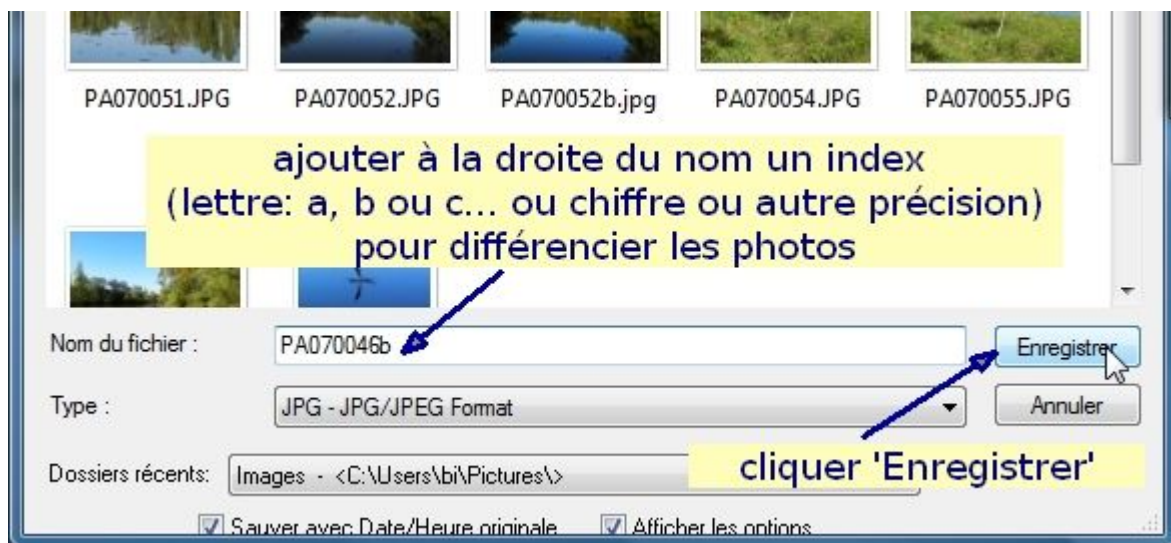 PA070051.JPG PA070052.JPG PA070052b.jpg PA070054.JPG PA070055.JPG
ajouter à la droite du nom un index
(lettre: a, b ou c... ou chiffre ou autre précision)
pour différencier les photos
Nom du fichier : PA070046b Enregistrer
Type : JPG - JPG/JPEG Format Annuler
cliquer 'Enregistrer'
Dossiers récents: Images - <C:\Users\bi\Pictures\>
Sauver avec Date/Heure originale Afficher les options